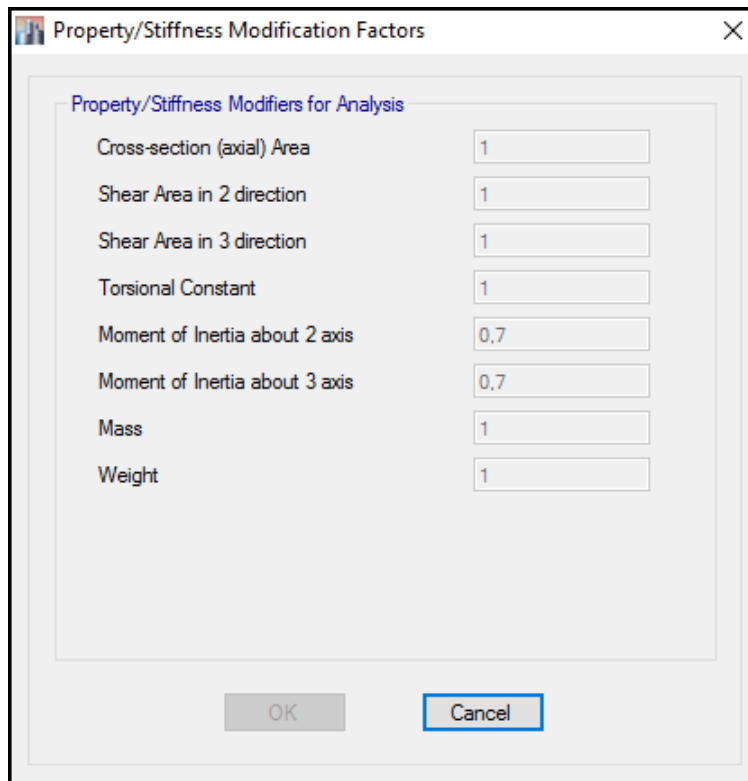 Property/Stiffness Modification Factors
Property/Stiffness Modifiers for Analysis
Cross-section (axial) Area 1
Shear Area in 2 direction 1
Shear Area in 3 direction 1
Torsional Constant 1
Moment of Inertia about 2 axis 0,7
Moment of Inertia about 3 axis 0,7
Mass 1
Weight 1
OK Cancel